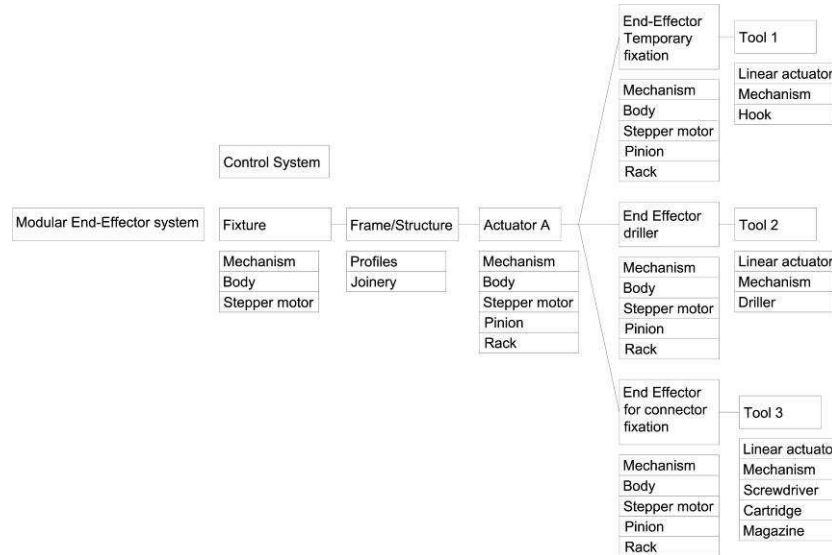 Modular End-Effector system
Control System
Fixture
Mechanism
Body
Stepper motor
Frame/Structure
Profiles
Joinery
Actuator A
Mechanism
Body
Stepper motor
Pinion
Rack
End-Effector
Temporary
fixation
Mechanism
Body
Stepper motor
Pinion
Rack
Tool 1
Linear actuator
Mechanism
Hook
End Effector
driller
Mechanism
Body
Stepper motor
Pinion
Rack
Tool 2
Linear actuator
Mechanism
Driller
End Effector
for connector
fixation
Mechanism
Body
Stepper motor
Pinion
Rack
Tool 3
Linear actuato
Mechanism
Screwdriver
Cartridge
Magazine